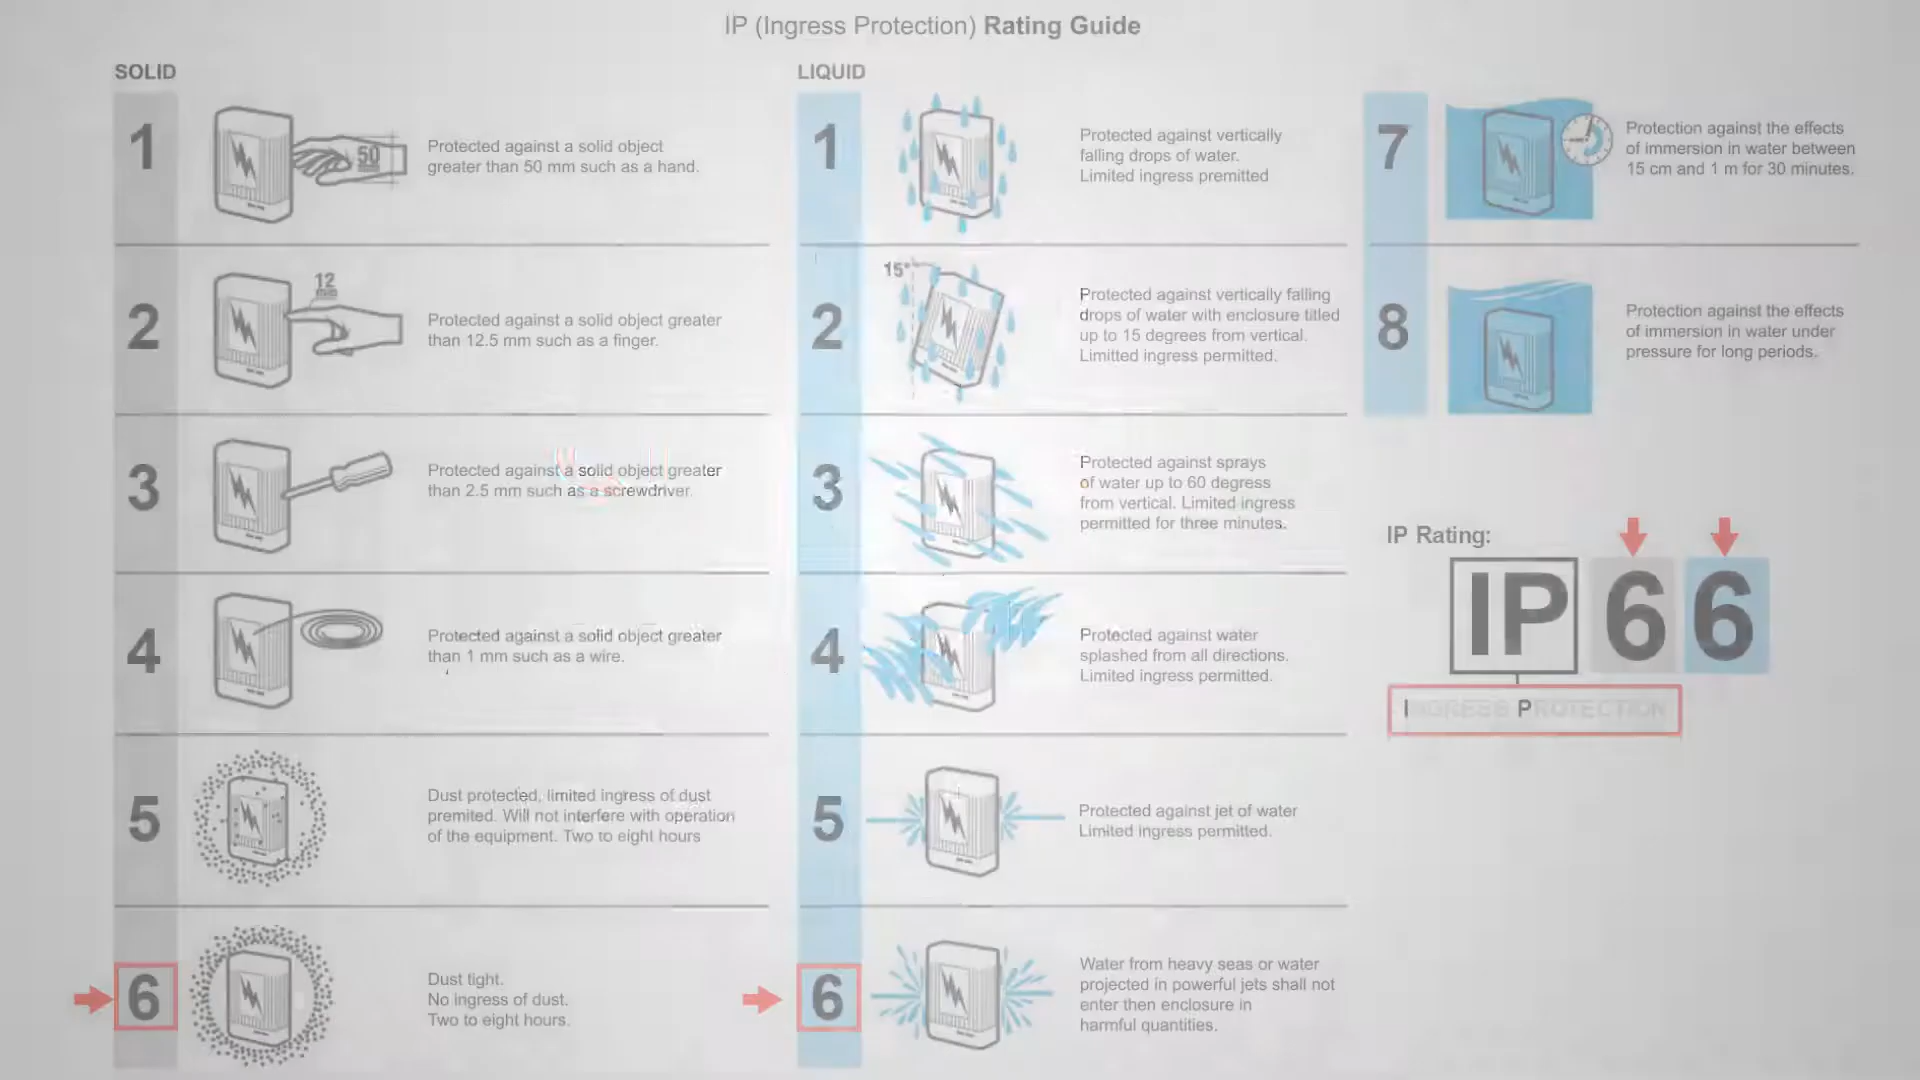 IP (Ingress Protection) Rating Guide
SOLID
1
50
Protected against a solid object
greater than 50 mm such as a hand.
2
12
mm
Protected against a solid object greater
than 12.5 mm such as a finger.
3
Protected against a solid object greater
than 2.5 mm such as a screwdriver.
4
Protected against a solid object greater
than 1 mm such as a wire.
5
Dust protected, limited ingress of dust
premited. Will not interfere with operation
of the equipment. Two to eight hours
6
Dust tight.
No ingress of dust.
Two to eight hours.
LIQUID
1
Protected against vertically
falling drops of water.
Limited ingress premitted
2
15°
Protected against vertically falling
drops of water with enclosure titled
up to 15 degrees from vertical.
Limitted ingress permitted.
3
Protected against sprays
of water up to 60 degress
from vertical. Limited ingress
permitted for three minutes.
4
Protected against water
splashed from all directions.
Limited ingress permitted.
5
Protected against jet of water
Limited ingress permitted.
6
Water from heavy seas or water
projected in powerful jets shall not
enter then enclosure in
harmful quantities.
7
Protection against the effects
of immersion in water between
15 cm and 1 m for 30 minutes.
8
Protection against the effects
of immersion in water under
pressure for long periods.
IP Rating:
IP 6 6
INGRESS PROTECTION